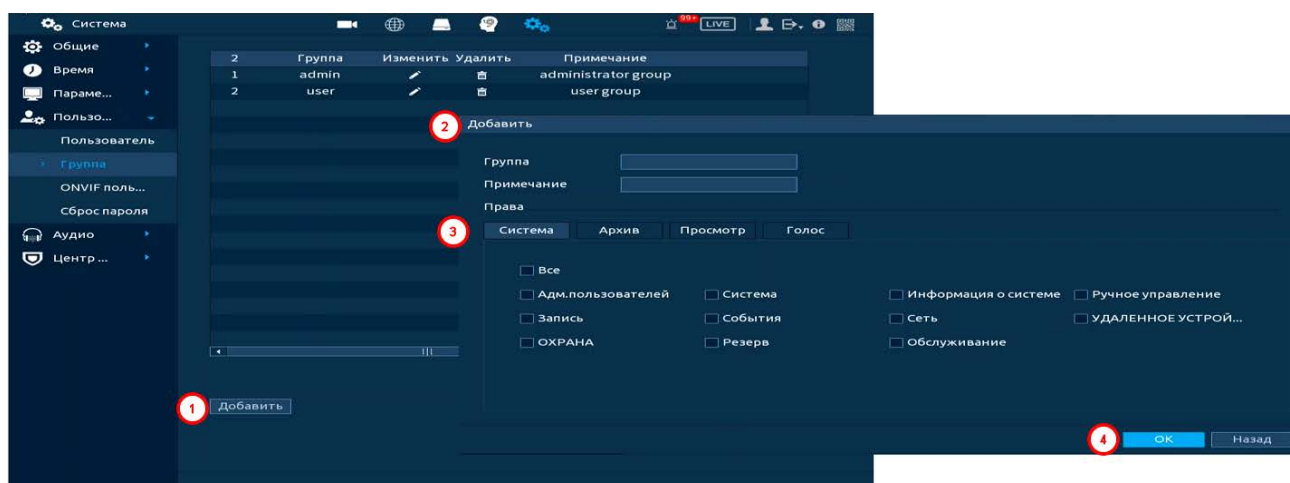 Система
99+
LIVE
Общие
Время
Параме...
Пользо...
Пользователь
Группа
ONVIF поль...
Сброс пароля
Аудио
Центр ...
2 Группа Изменить Удалить Примечание
1 admin administrator group
2 user user group
1 Добавить
2 Добавить
Группа
Примечание
Права
3 Система Архив Просмотр Голос
Все
Адм.пользователей Система Информация о системе Ручное управление
Запись События Сеть УДАЛЕННОЕ УСТРОЙ...
ОХРАНА Резерв Обслуживание
4 OK Назад